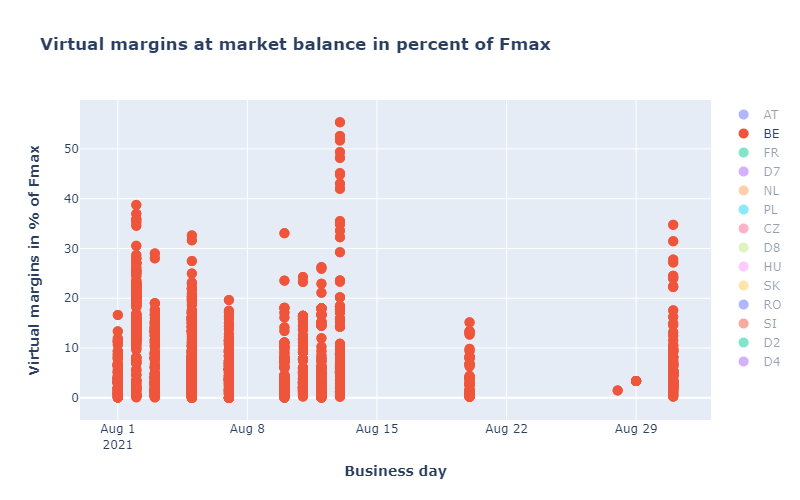 Virtual margins at market balance in percent of Fmax
Virtual margins in % of Fmax
50
40
30
20
10
0
Aug 1
2021
Aug 8
Aug 15
Aug 22
Aug 29
Business day
AT
BE
FR
D7
NL
PL
CZ
D8
HU
SK
RO
SI
D2
D4